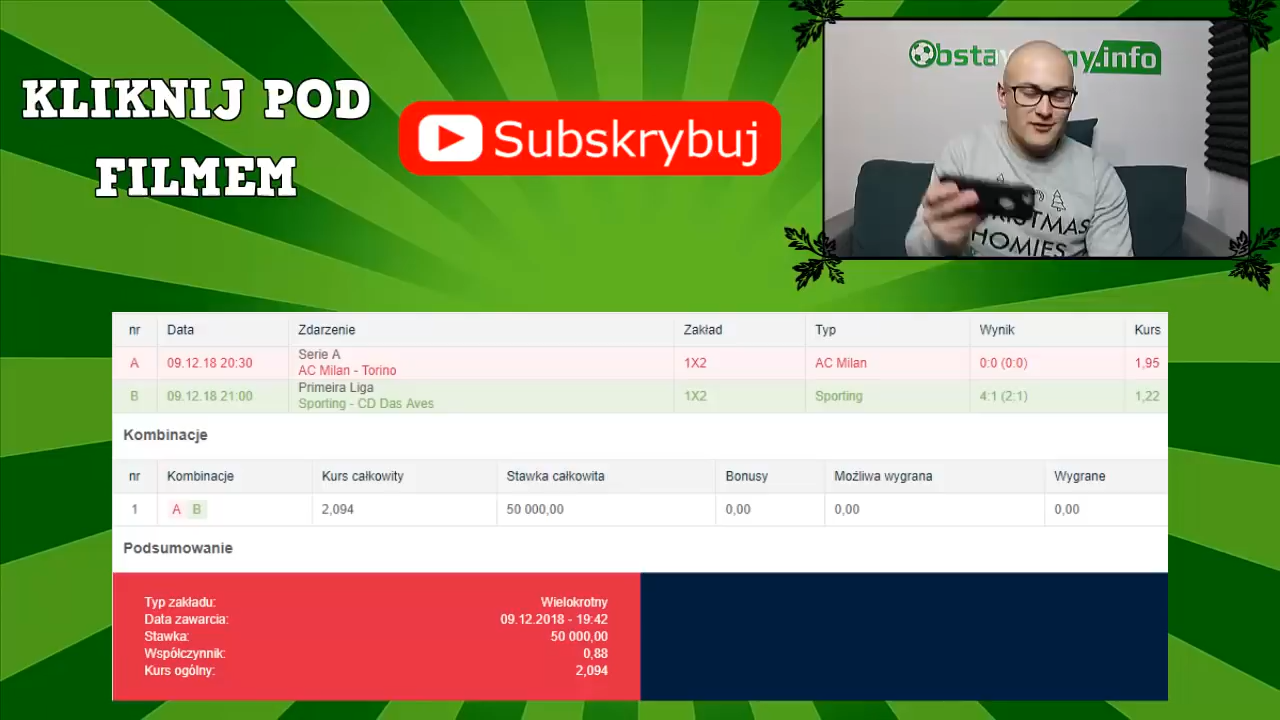 KLIKNIJ POD
FILMEM
Subskrybuj
HOMIES
nr Data Zdarzenie Zakład Typ Wynik Kurs
A 09.12.18 20:30 Serie A AC Milan - Torino 1X2 AC Milan 0:0 (0:0) 1,95
B 09.12.18 21:00 Primeira Liga Sporting - CD Das Aves 1X2 Sporting 4:1 (2:1) 1,22
Kombinacje
nr Kombinacje Kurs całkowity Stawka całkowita Bonusy Możliwa wygrana Wygrane
1 A B 2,094 50 000,00 0,00 0,00 0,00
Podsumowanie
Typ zakładu: Wielokrotny
Data zawarcia: 09.12.2018 - 19:42
Stawka: 50 000,00
Współczynnik: 0,88
Kurs ogólny: 2,094